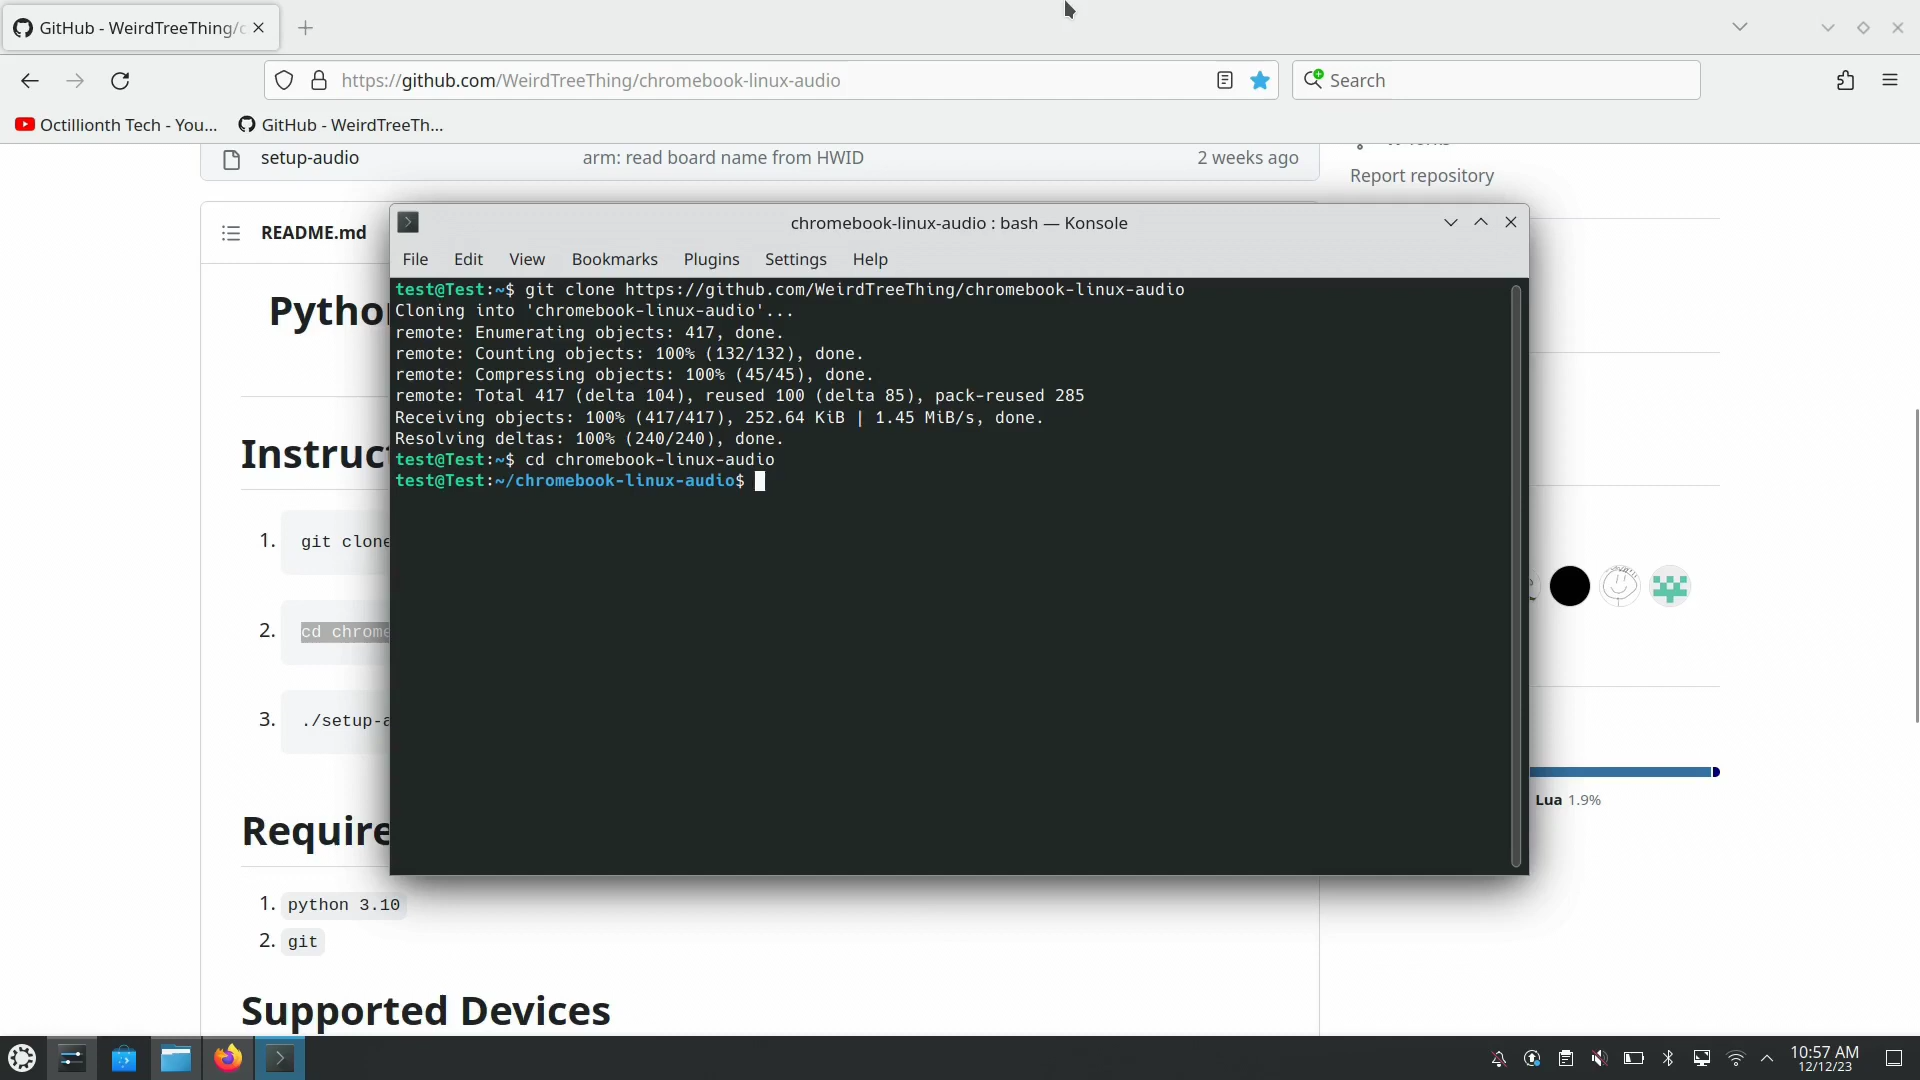 GitHub - WeirdTreeThing/c
https://github.com/WeirdTreeThing/chromebook-linux-audio
Search
Octillionth Tech - You...
GitHub - WeirdTreeTh...
setup-audio
arm: read board name from HWID
2 weeks ago
Report repository
README.md
chromebook-linux-audio : bash — Konsole
File Edit View Bookmarks Plugins Settings Help
test@Test:~$ git clone https://github.com/WeirdTreeThing/chromebook-linux-audio
Cloning into 'chromebook-linux-audio'...
remote: Enumerating objects: 417, done.
remote: Counting objects: 100% (132/132), done.
remote: Compressing objects: 100% (45/45), done.
remote: Total 417 (delta 104), reused 100 (delta 85), pack-reused 285
Receiving objects: 100% (417/417), 252.64 KiB | 1.45 MiB/s, done.
Resolving deltas: 100% (240/240), done.
test@Test:~$ cd chromebook-linux-audio
test@Test:~/chromebook-linux-audio$
Pytho
Instruc
1. git clone
2. cd chrome
3. ./setup-a
Lua 1.9%
Require
1. python 3.10
2. git
Supported Devices
10:57 AM
12/12/23